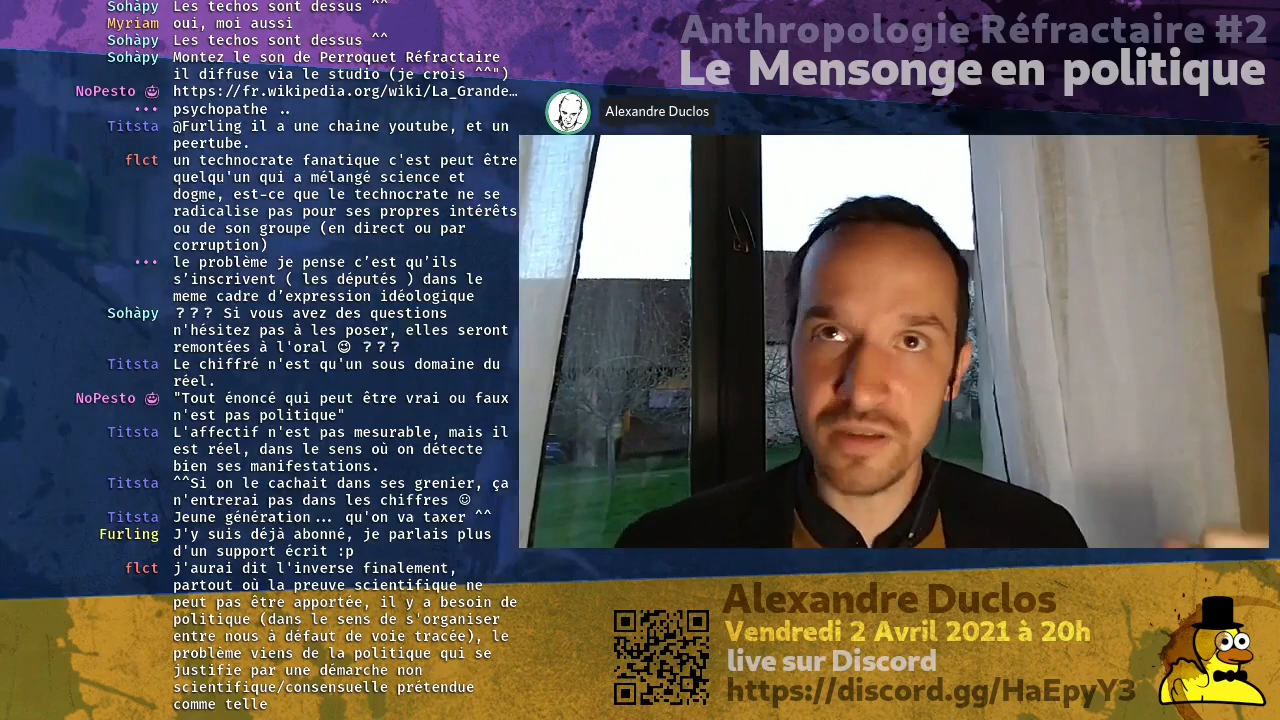 Sohàpy Les techos sont dessus ^^
Myriam oui, moi aussi
Sohàpy Les techos sont dessus ^^
Sohàpy Montez le son de Perroquet Réfractaire
il diffuse via le studio (je crois ^^")
NoPesto https://fr.wikipedia.org/wiki/La_Grande…
••• psychopathe ..
Titsta @Furling il a une chaine youtube, et un
peertube.
flct un technocrate fanatique c'est peut être
quelqu'un qui a mélangé science et
dogme, est-ce que le technocrate ne se
radicalise pas pour ses propres intérêts
ou de son groupe (en direct ou par
corruption)
••• le problème je pense c’est qu’ils
s’inscrivent ( les députés ) dans le
meme cadre d’expression idéologique
Sohàpy ??? Si vous avez des questions
n'hésitez pas à les poser, elles seront
remontées à l'oral 😉 ???
Titsta Le chiffré n'est qu'un sous domaine du
réel.
NoPesto "Tout énoncé qui peut être vrai ou faux
n'est pas politique"
Titsta L'affectif n'est pas mesurable, mais il
est réel, dans le sens où on détecte
bien ses manifestations.
Titsta ^^Si on le cachait dans ses grenier, ça
n'entrerai pas dans les chiffres ☺
Titsta Jeune génération... qu'on va taxer ^^
Furling J'y suis déjà abonné, je parlais plus
d'un support écrit :p
flct j'aurai dit l'inverse finalement,
partout où la preuve scientifique ne
peut pas être apportée, il y a besoin de
politique (dans le sens de s'organiser
entre nous à défaut de voie tracée), le
problème viens de la politique qui se
justifie par une démarche non
scientifique/consensuelle prétendue
comme telle
Anthropologie Réfractaire #2
Le Mensonge en politique
Alexandre Duclos
Alexandre Duclos
Vendredi 2 Avril 2021 à 20h
live sur Discord
https://discord.gg/HaEpyY3